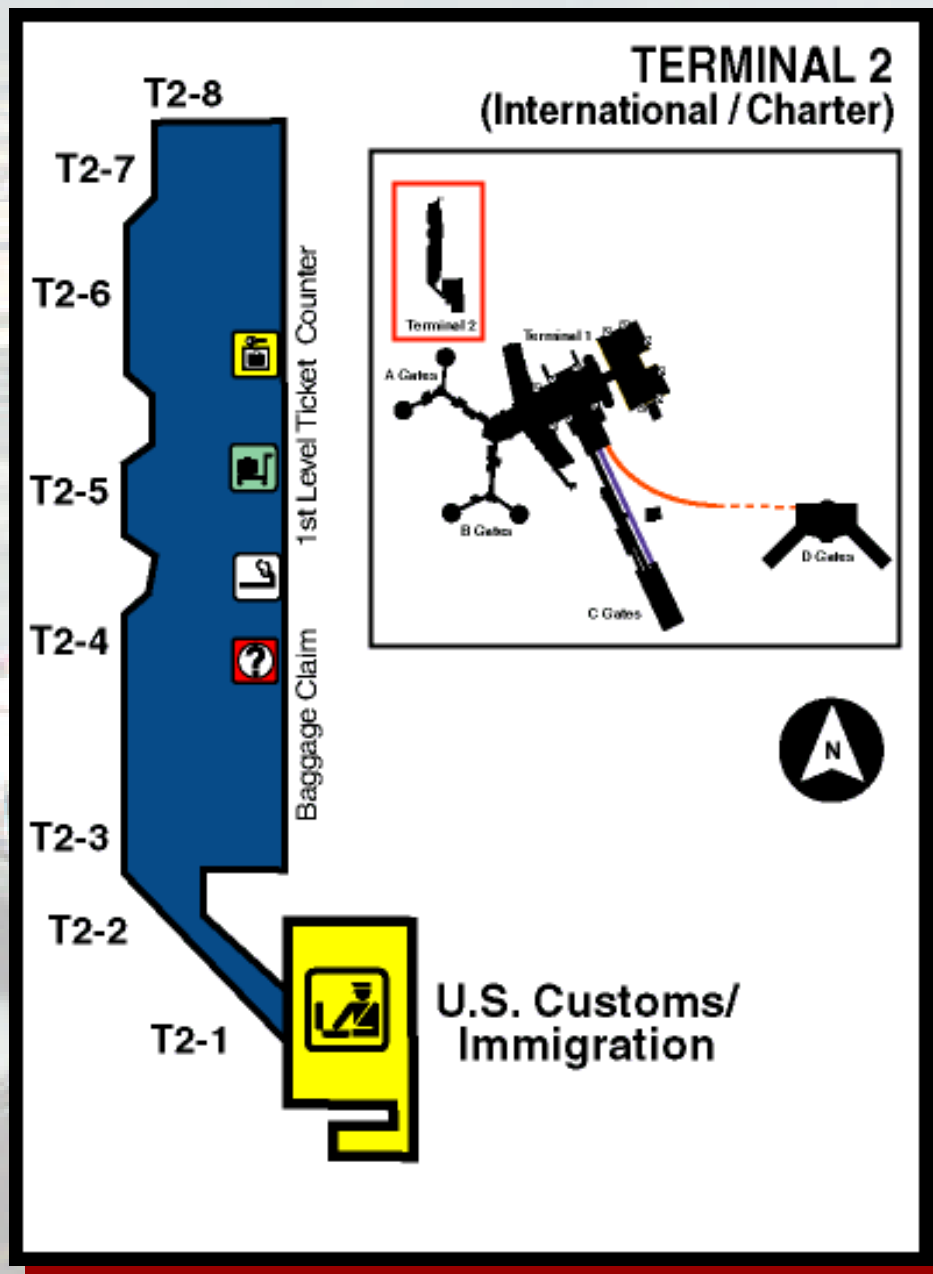 TERMINAL 2
(International / Charter)
T2-8
T2-7
T2-6
T2-5
T2-4
T2-3
T2-2
T2-1
1st Level Ticket Counter
Baggage Claim
?
Terminal 2
Terminal 1
A Gates
B Gates
C Gates
D Gates
N
U.S. Customs/
Immigration